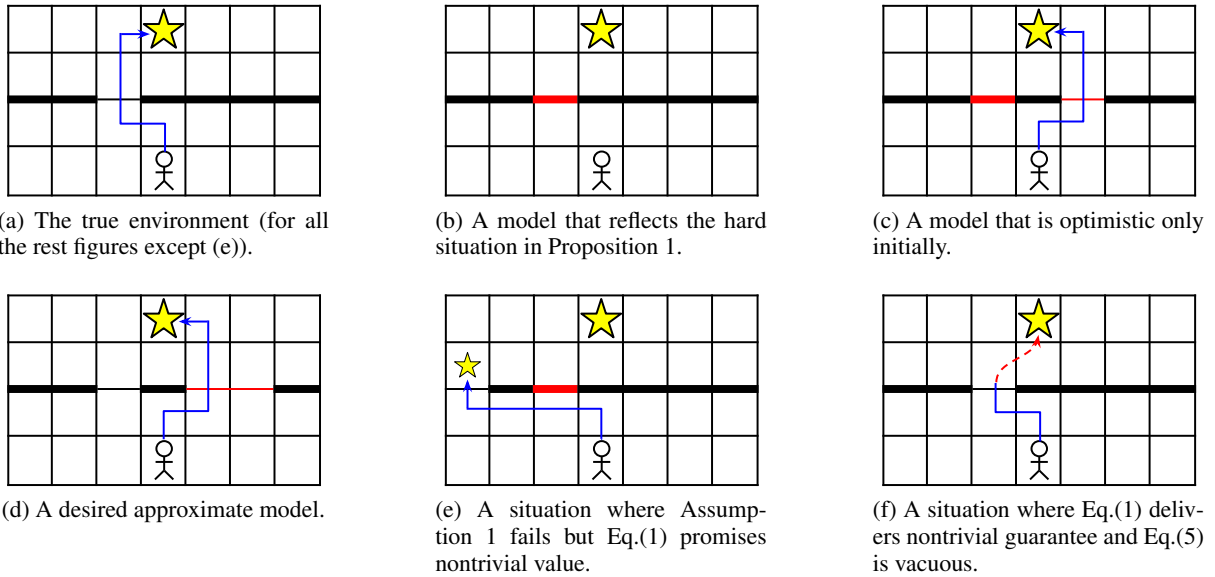 (a) The true environment (for all
the rest figures except (e)).
(b) A model that reflects the hard
situation in Proposition 1.
(c) A model that is optimistic only
initially.
(d) A desired approximate model.
(e) A situation where Assump-
tion 1 fails but Eq.(1) promises
nontrivial value.
(f) A situation where Eq.(1) deliv-
ers nontrivial guarantee and Eq.(5)
is vacuous.